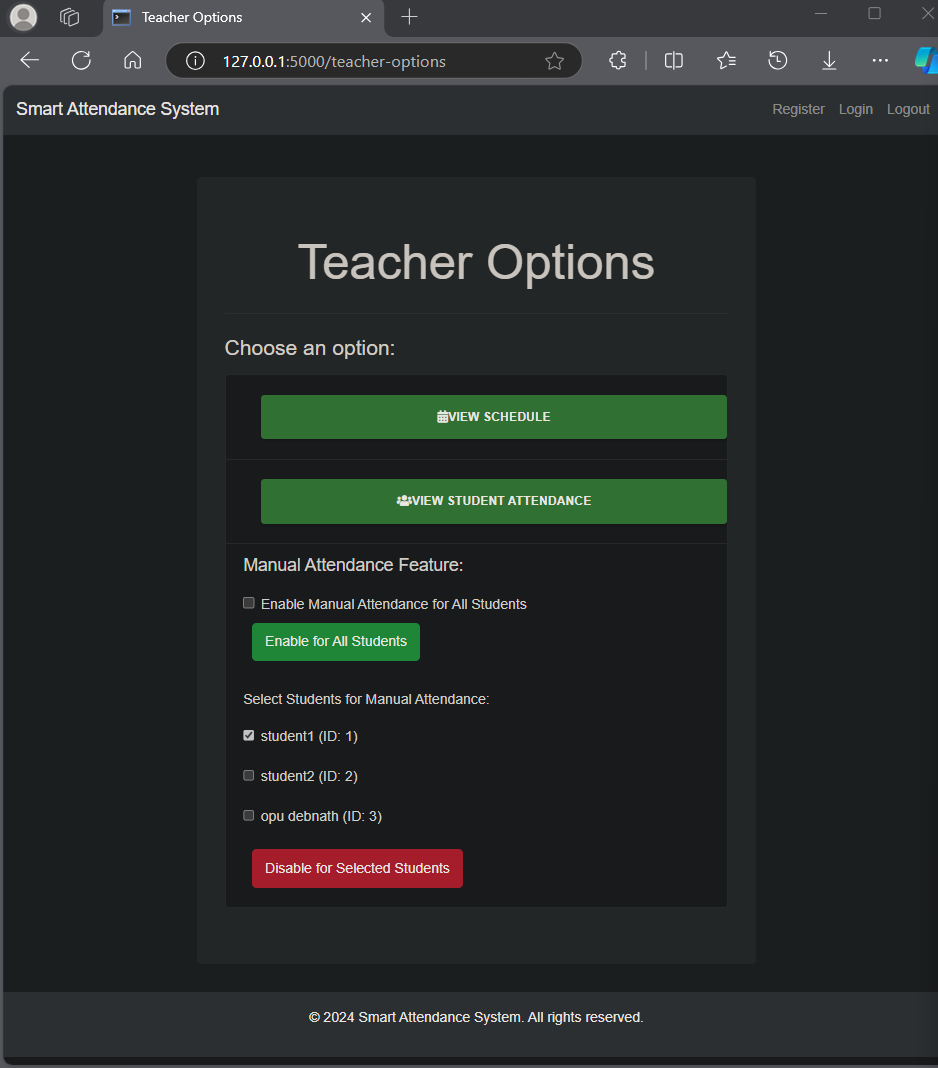 Teacher Options
127.0.0.1:5000/teacher-options
Smart Attendance System
Register Login Logout
Teacher Options
Choose an option:
VIEW SCHEDULE
VIEW STUDENT ATTENDANCE
Manual Attendance Feature:
Enable Manual Attendance for All Students
Enable for All Students
Select Students for Manual Attendance:
student1 (ID: 1)
student2 (ID: 2)
opu debnath (ID: 3)
Disable for Selected Students
© 2024 Smart Attendance System. All rights reserved.